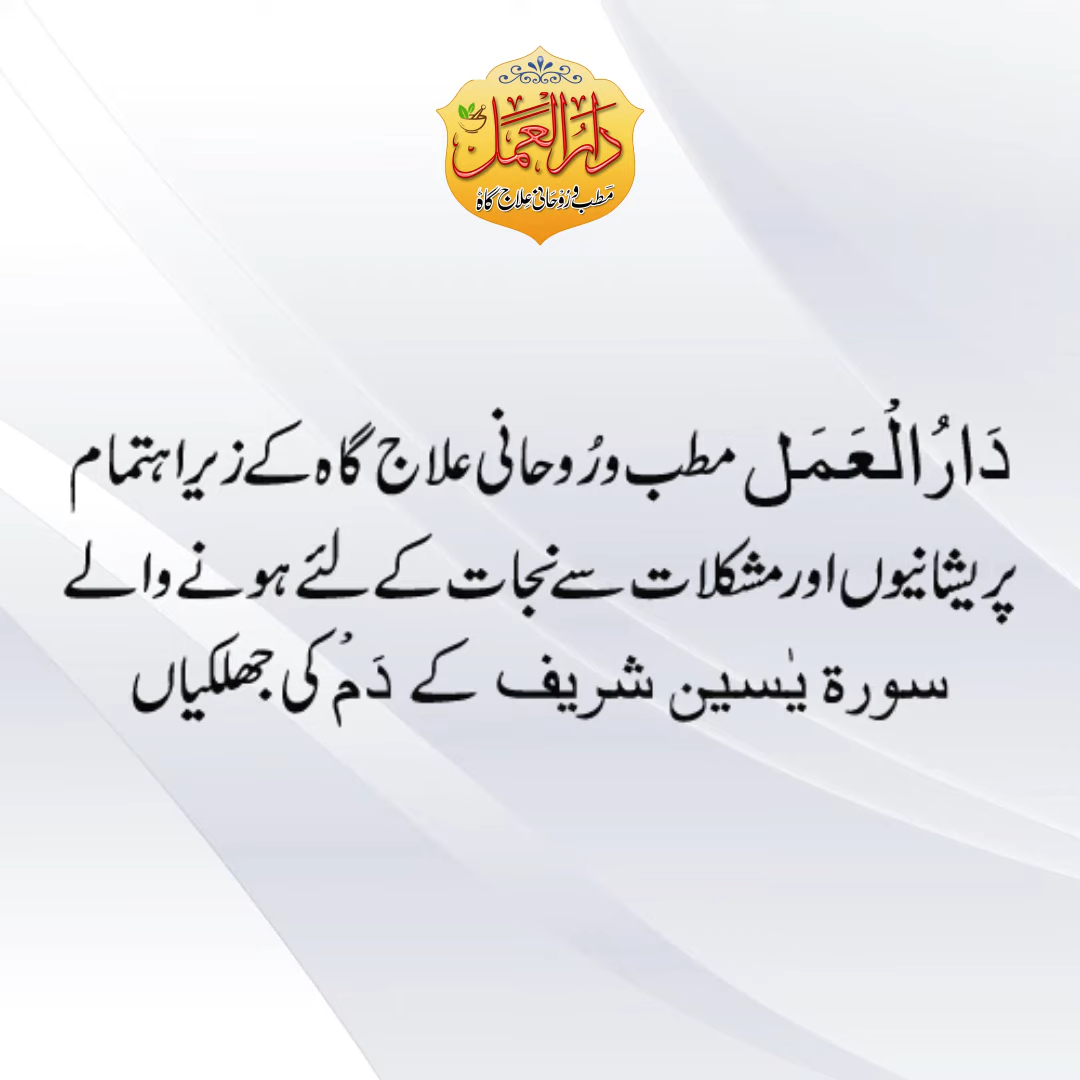 دَارُالْعَمَل
مطب و رُوحانی علاج گاہ
دَارُالْعَمَل مطب و رُوحانی علاج گاہ کے زیر اہتمام
پریشانیوں اور مشکلات سے نجات کے لئے ہونے والے
سورة یٰسین شریف کے دَمْ کی جھلکیاں